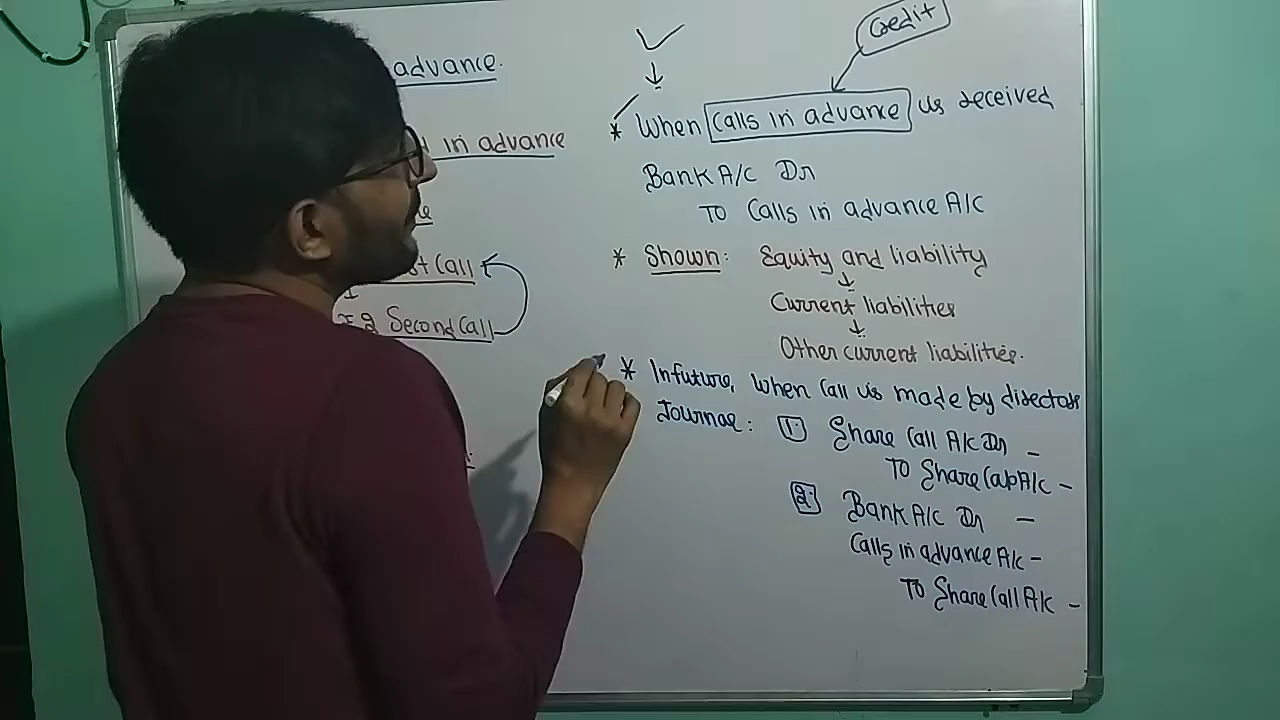 advance.
in advance
st Call
Second Call
Credit
* When Calls in advance is received
Bank A/c Dr
To Calls in advance A/c
* Shown: Equity and liability
Current liabilities
Other current liabilities.
* In future, When Call is made by directors
Journal: 1. Share Call A/c Dr -
To Share Cap A/c -
2. Bank A/c Dr -
Calls in advance A/c -
To Share Call A/c -